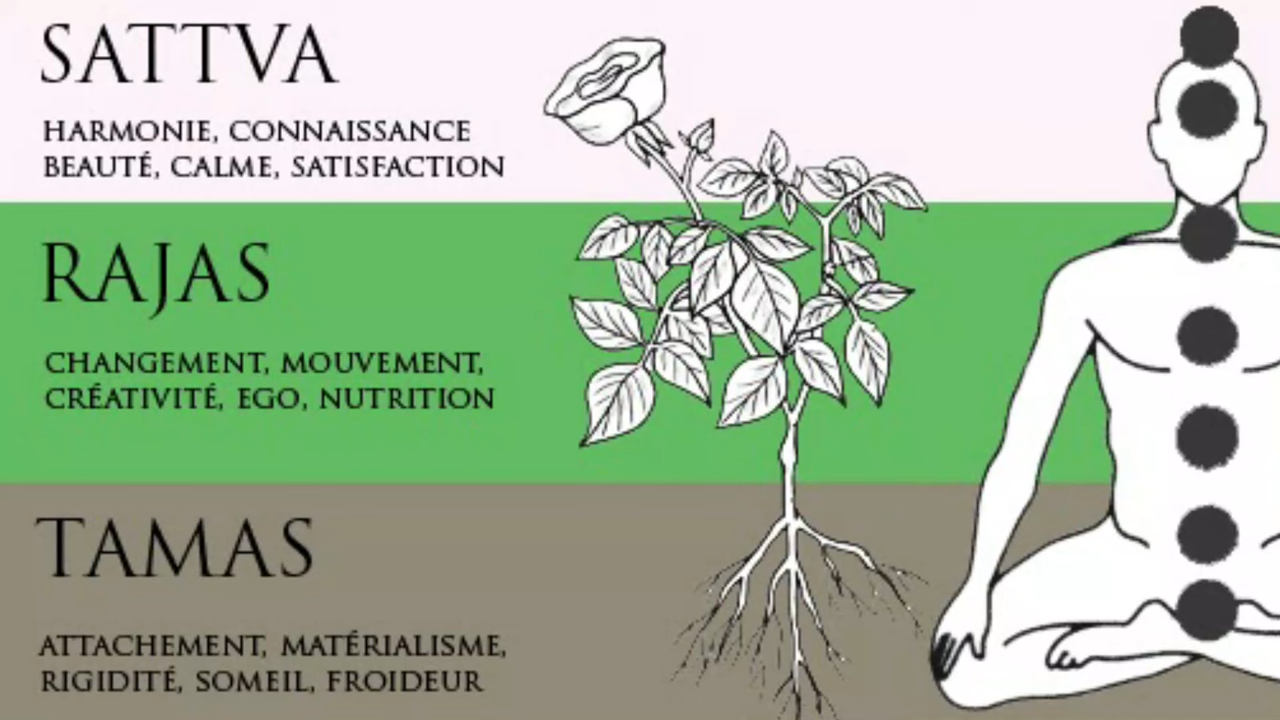 SATTVA
HARMONIE, CONNAISSANCE
BEAUTÉ, CALME, SATISFACTION
RAJAS
CHANGEMENT, MOUVEMENT,
CRÉATIVITÉ, EGO, NUTRITION
TAMAS
ATTACHEMENT, MATÉRIALISME,
RIGIDITÉ, SOMEIL, FROIDEUR